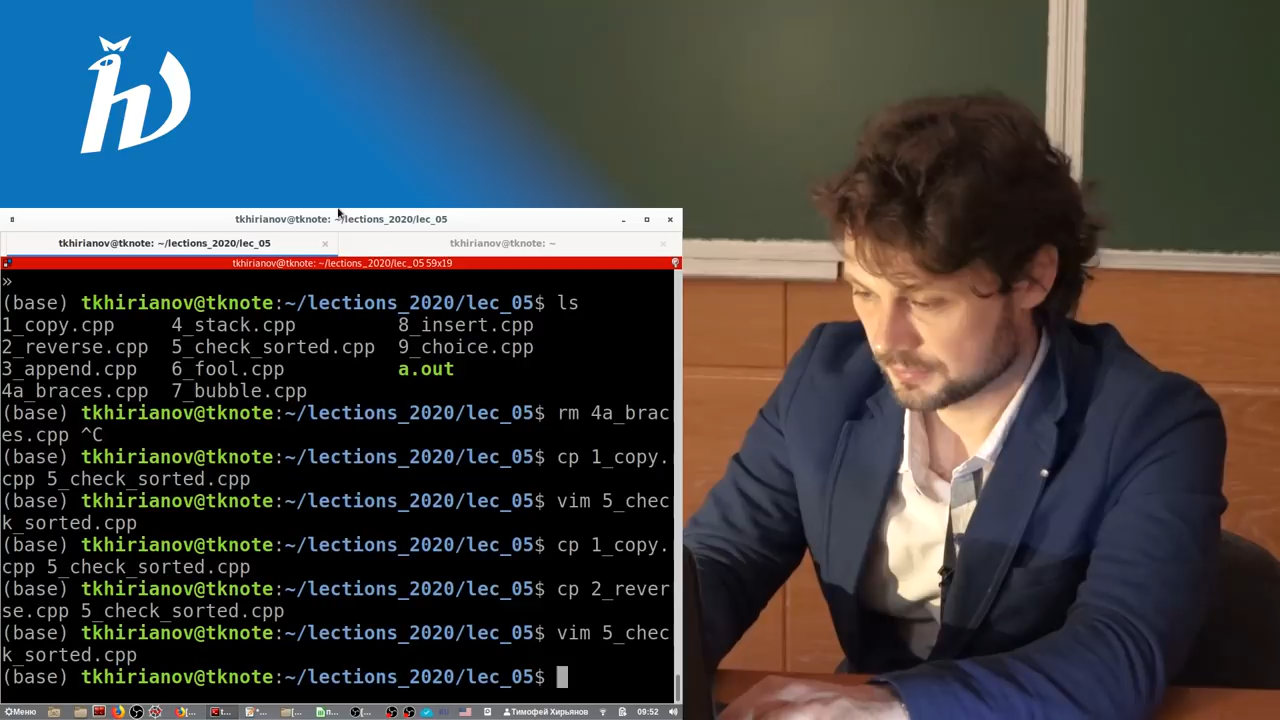 tkhirianov@tknote: ~/lections_2020/lec_05
tkhirianov@tknote: ~/lections_2020/lec_05
tkhirianov@tknote: ~
tkhirianov@tknote: ~/lections_2020/lec_05 59x19
»
(base) tkhirianov@tknote:~/lections_2020/lec_05$ ls
1_copy.cpp 4_stack.cpp 8_insert.cpp
2_reverse.cpp 5_check_sorted.cpp 9_choice.cpp
3_append.cpp 6_fool.cpp a.out
4a_braces.cpp 7_bubble.cpp
(base) tkhirianov@tknote:~/lections_2020/lec_05$ rm 4a_brac
es.cpp ^C
(base) tkhirianov@tknote:~/lections_2020/lec_05$ cp 1_copy.
cpp 5_check_sorted.cpp
(base) tkhirianov@tknote:~/lections_2020/lec_05$ vim 5_chec
k_sorted.cpp
(base) tkhirianov@tknote:~/lections_2020/lec_05$ cp 1_copy.
cpp 5_check_sorted.cpp
(base) tkhirianov@tknote:~/lections_2020/lec_05$ cp 2_rever
se.cpp 5_check_sorted.cpp
(base) tkhirianov@tknote:~/lections_2020/lec_05$ vim 5_chec
k_sorted.cpp
(base) tkhirianov@tknote:~/lections_2020/lec_05$
Меню Тимофей Хирьянов 09:52